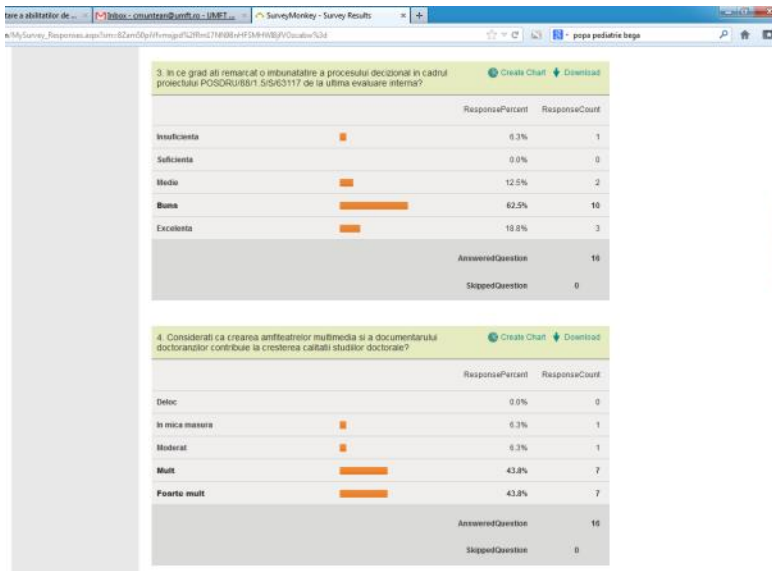 tare a abilitatilor de ...
Inbox - cmuntean@umft.ro - UMFT ...
SurveyMonkey - Survey Results
popa pediatrie bega
3. In ce grad ati remarcat o imbunatatire a procesului decizional in cadrul
proiectului POSDRU/88/1.5/S/63117 de la ultima evaluare interna?
Create Chart Download
ResponsePercent ResponseCount
Insuficienta 6.3% 1
Suficienta 0.0% 0
Medie 12.5% 2
Buna 62.5% 10
Excelenta 18.8% 3
AnsweredQuestion 16
SkippedQuestion 0
4. Considerati ca crearea amfiteatrelor multimedia si a documentarului
doctoranzilor contribuie la cresterea calitatii studiilor doctorale?
Create Chart Download
ResponsePercent ResponseCount
Deloc 0.0% 0
In mica masura 6.3% 1
Moderat 6.3% 1
Mult 43.8% 7
Foarte mult 43.8% 7
AnsweredQuestion 16
SkippedQuestion 0